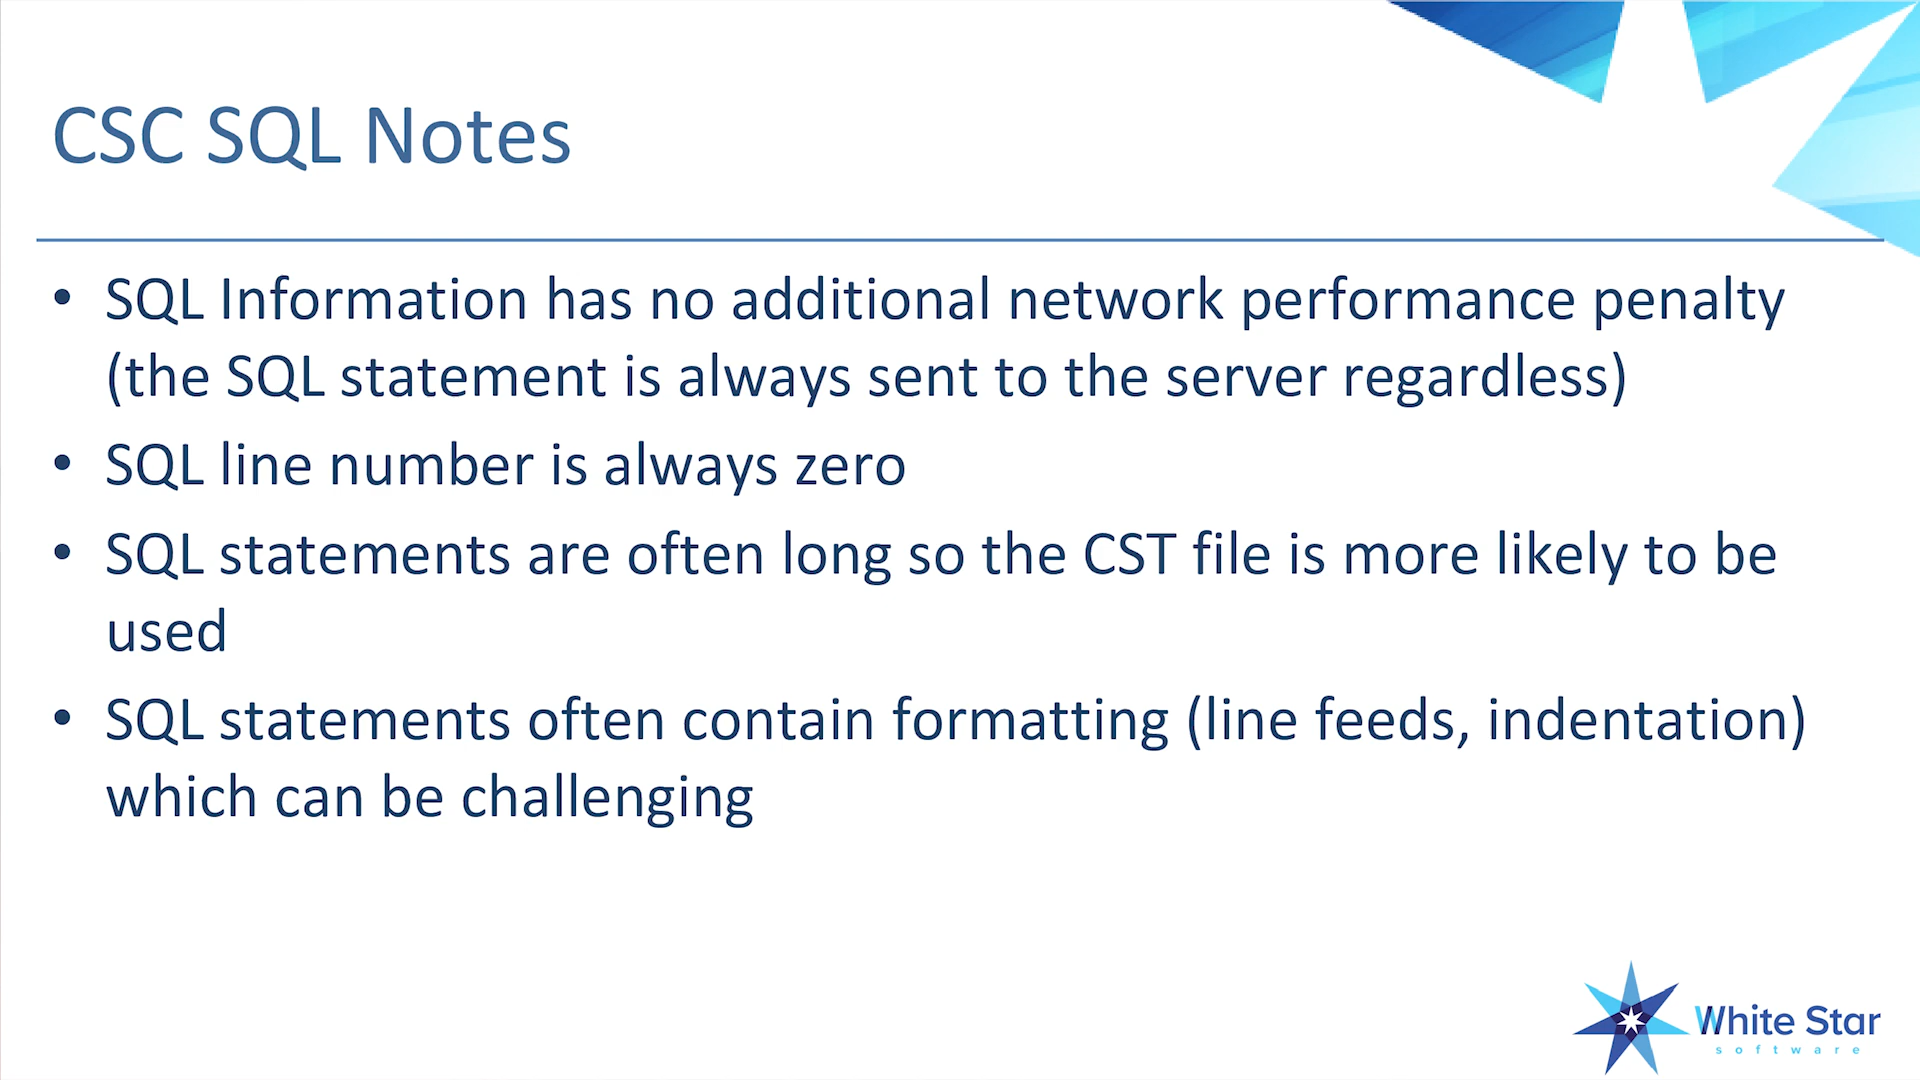 CSC SQL Notes
• SQL Information has no additional network performance penalty
(the SQL statement is always sent to the server regardless)
• SQL line number is always zero
• SQL statements are often long so the CST file is more likely to be
used
• SQL statements often contain formatting (line feeds, indentation)
which can be challenging
White Star
software